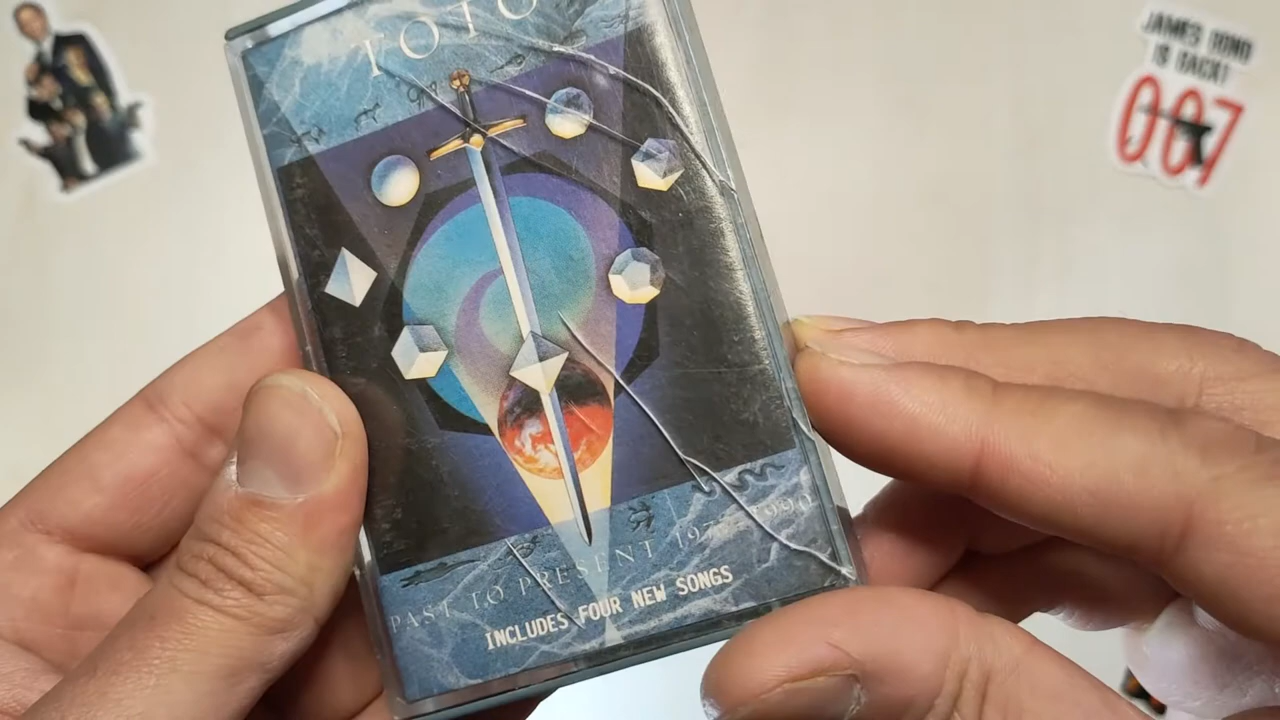 TOTO
JAMES BOND
IS BACK!
007
PAST TO PRESENT 1977-1990
INCLUDES FOUR NEW SONGS